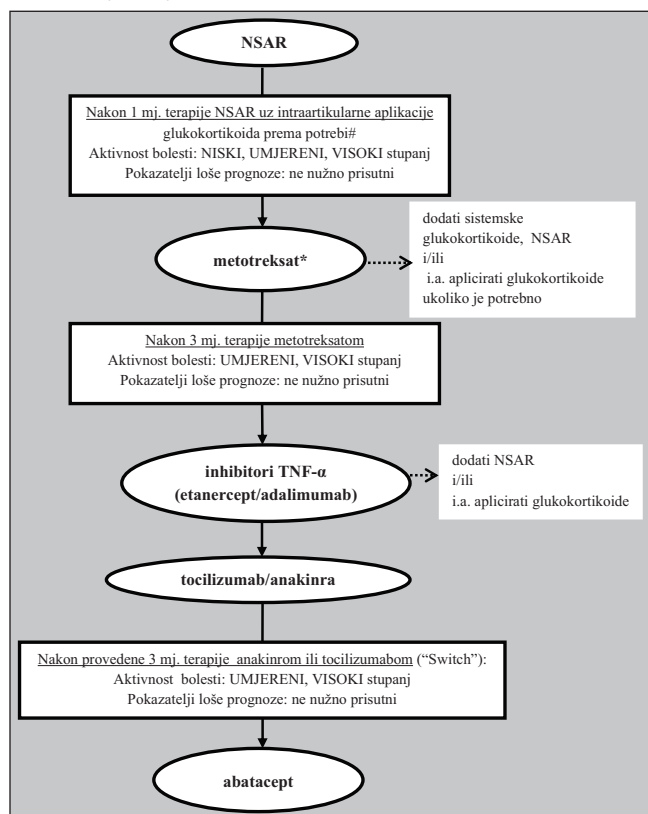 NSAR
Nakon 1 mj. terapije NSAR uz intraartikularne aplikacije
glukokortikoida prema potrebi#
Aktivnost bolesti: NISKI, UMJERENI, VISOKI stupanj
Pokazatelji loše prognoze: ne nužno prisutni
metotreksat*
dodati sistemske
glukokortikoide, NSAR
i/ili
i.a. aplicirati glukokortikoide
ukoliko je potrebno
Nakon 3 mj. terapije metotreksatom
Aktivnost bolesti: UMJERENI, VISOKI stupanj
Pokazatelji loše prognoze: ne nužno prisutni
inhibitori TNF-α
(etanercept/adalimumab)
dodati NSAR
i/ili
i.a. aplicirati glukokortikoide
tocilizumab/anakinra
Nakon provedene 3 mj. terapije anakinrom ili tocilizumabom (“Switch”):
Aktivnost bolesti: UMJERENI, VISOKI stupanj
Pokazatelji loše prognoze: ne nužno prisutni
abatacept